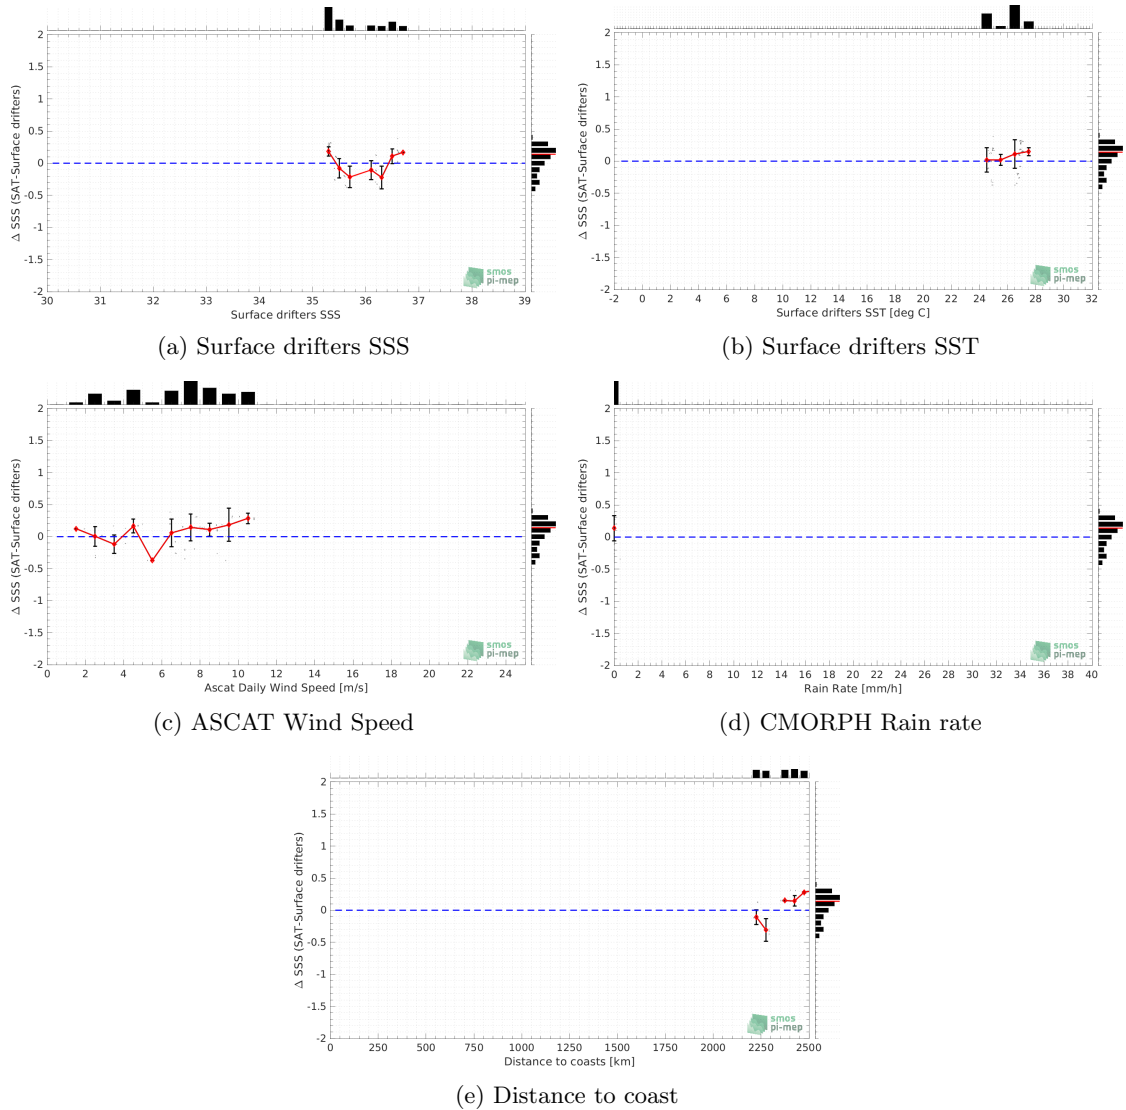 2
1.5
1
0.5
0
-0.5
-1
-1.5
-2
Δ SSS (SAT-Surface drifters)
30 31 32 33 34 35 36 37 38 39
Surface drifters SSS
smos
pi-mep
(a) Surface drifters SSS
2
1.5
1
0.5
0
-0.5
-1
-1.5
-2
Δ SSS (SAT-Surface drifters)
-2 0 2 4 6 8 10 12 14 16 18 20 22 24 26 28 30 32
Surface drifters SST [deg C]
smos
pi-mep
(b) Surface drifters SST
2
1.5
1
0.5
0
-0.5
-1
-1.5
-2
Δ SSS (SAT-Surface drifters)
0 2 4 6 8 10 12 14 16 18 20 22 24
Ascat Daily Wind Speed [m/s]
smos
pi-mep
(c) ASCAT Wind Speed
2
1.5
1
0.5
0
-0.5
-1
-1.5
-2
Δ SSS (SAT-Surface drifters)
0 2 4 6 8 10 12 14 16 18 20 22 24 26 28 30 32 34 36 38 40
Rain Rate [mm/h]
smos
pi-mep
(d) CMORPH Rain rate
2
1.5
1
0.5
0
-0.5
-1
-1.5
-2
Δ SSS (SAT-Surface drifters)
0 250 500 750 1000 1250 1500 1750 2000 2250 2500
Distance to coasts [km]
smos
pi-mep
(e) Distance to coast